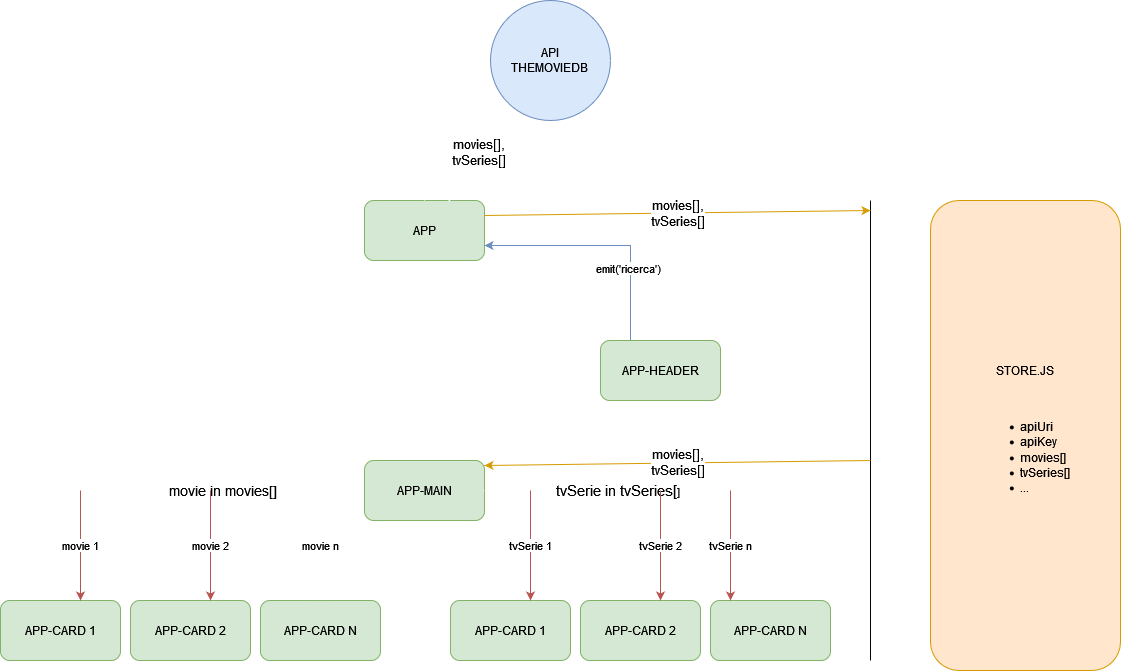 API
THEMOVIEDB
movies[],
tvSeries[]
APP
movies[],
tvSeries[]
emit('ricerca')
APP-HEADER
STORE.JS
apiUri
apiKey
movies[]
tvSeries[]
...
movies[],
tvSeries[]
APP-MAIN
movie in movies[]
tvSerie in tvSeries[]
movie 1
movie 2
movie n
tvSerie 1
tvSerie 2
tvSerie n
APP-CARD 1
APP-CARD 2
APP-CARD N
APP-CARD 1
APP-CARD 2
APP-CARD N